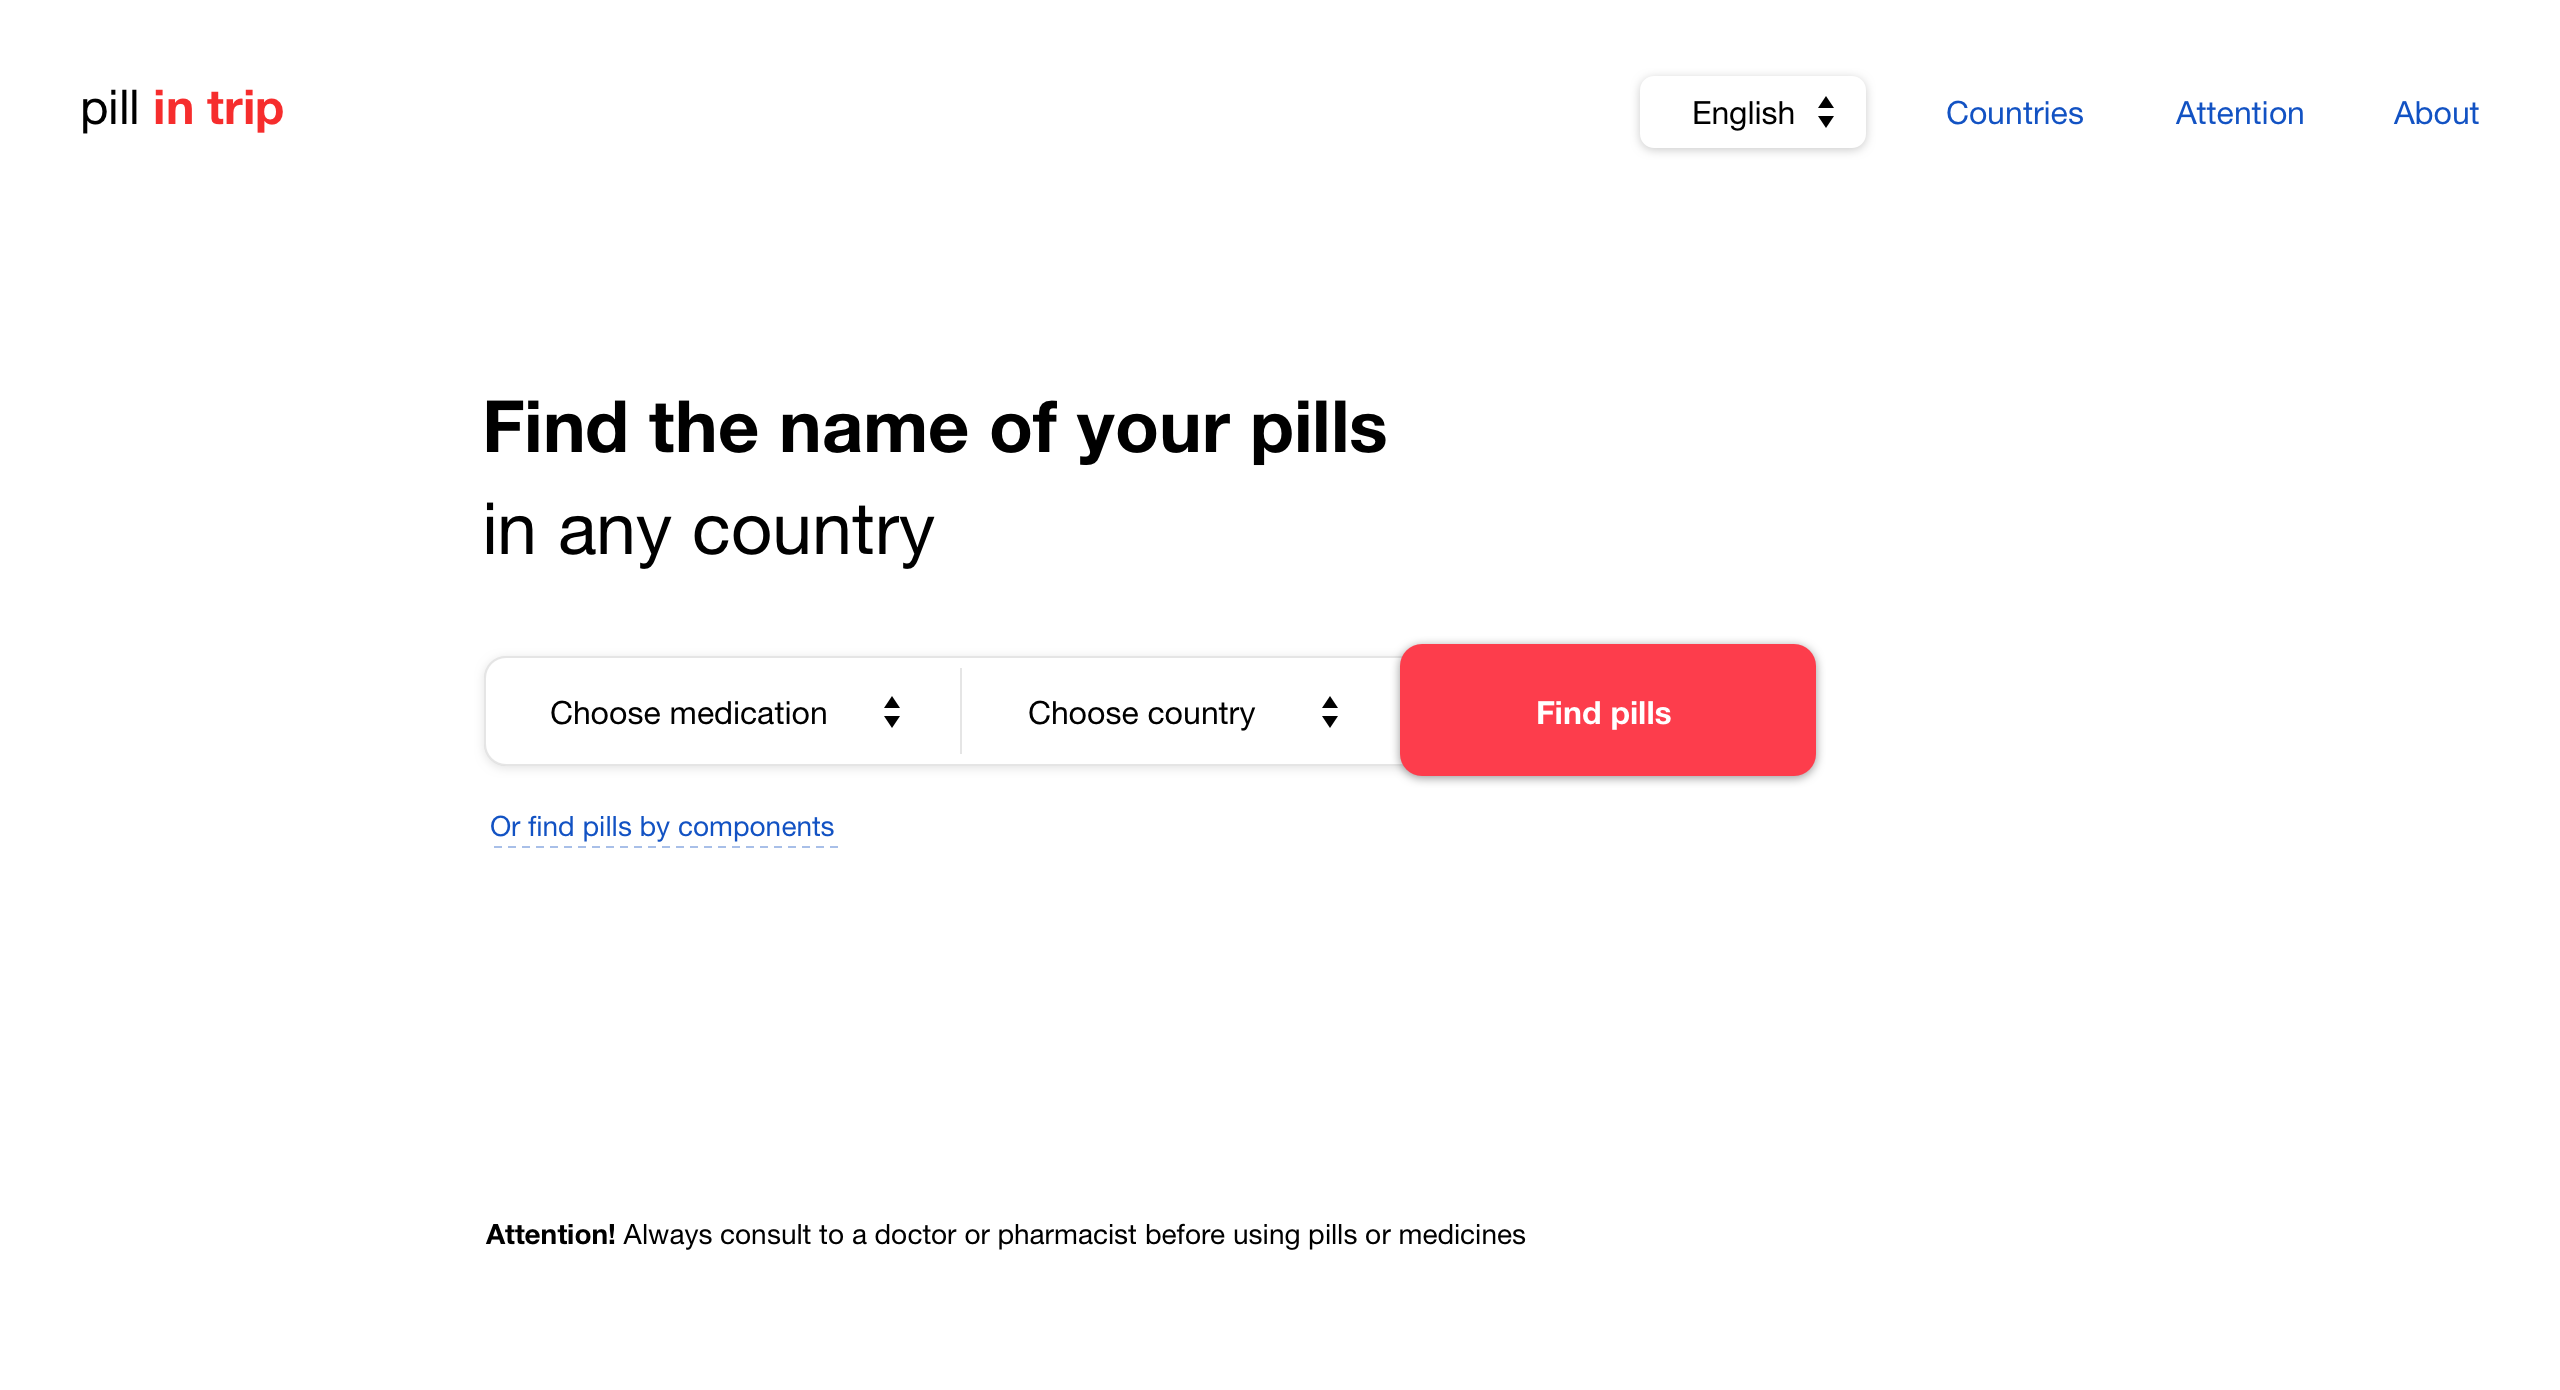 pill in trip
English
Countries
Attention
About
Find the name of your pills
in any country
Choose medication
Choose country
Find pills
Or find pills by components
Attention! Always consult to a doctor or pharmacist before using pills or medicines